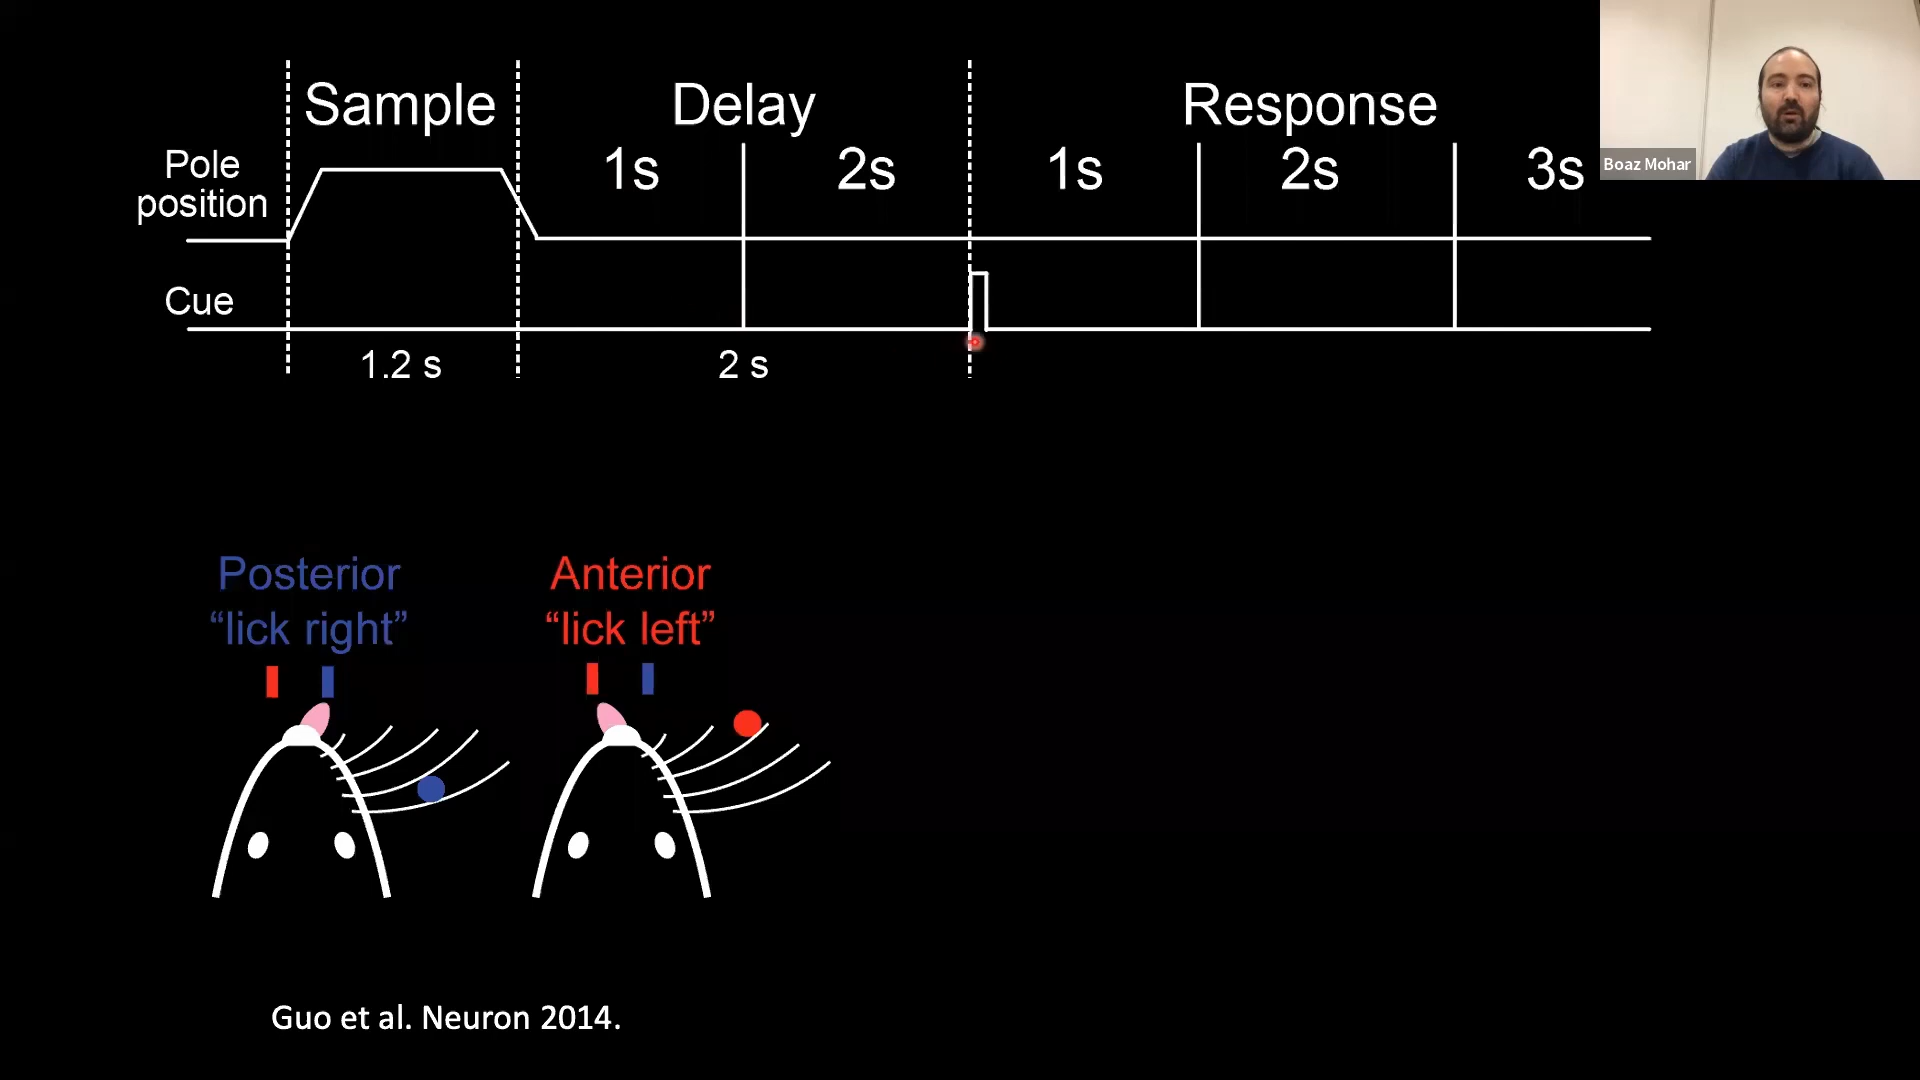 Sample
Delay
Response
Pole
position
1s
2s
1s
2s
3s
Boaz Mohar
Cue
1.2 s
2 s
Posterior
“lick right”
Anterior
“lick left”
Guo et al. Neuron 2014.